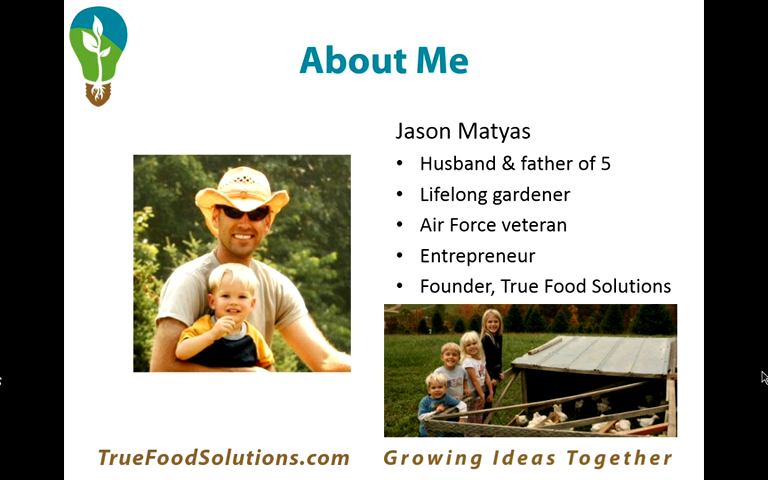 About Me
Jason Matyas
• Husband & father of 5
• Lifelong gardener
• Air Force veteran
• Entrepreneur
• Founder, True Food Solutions
TrueFoodSolutions.com
Growing Ideas Together